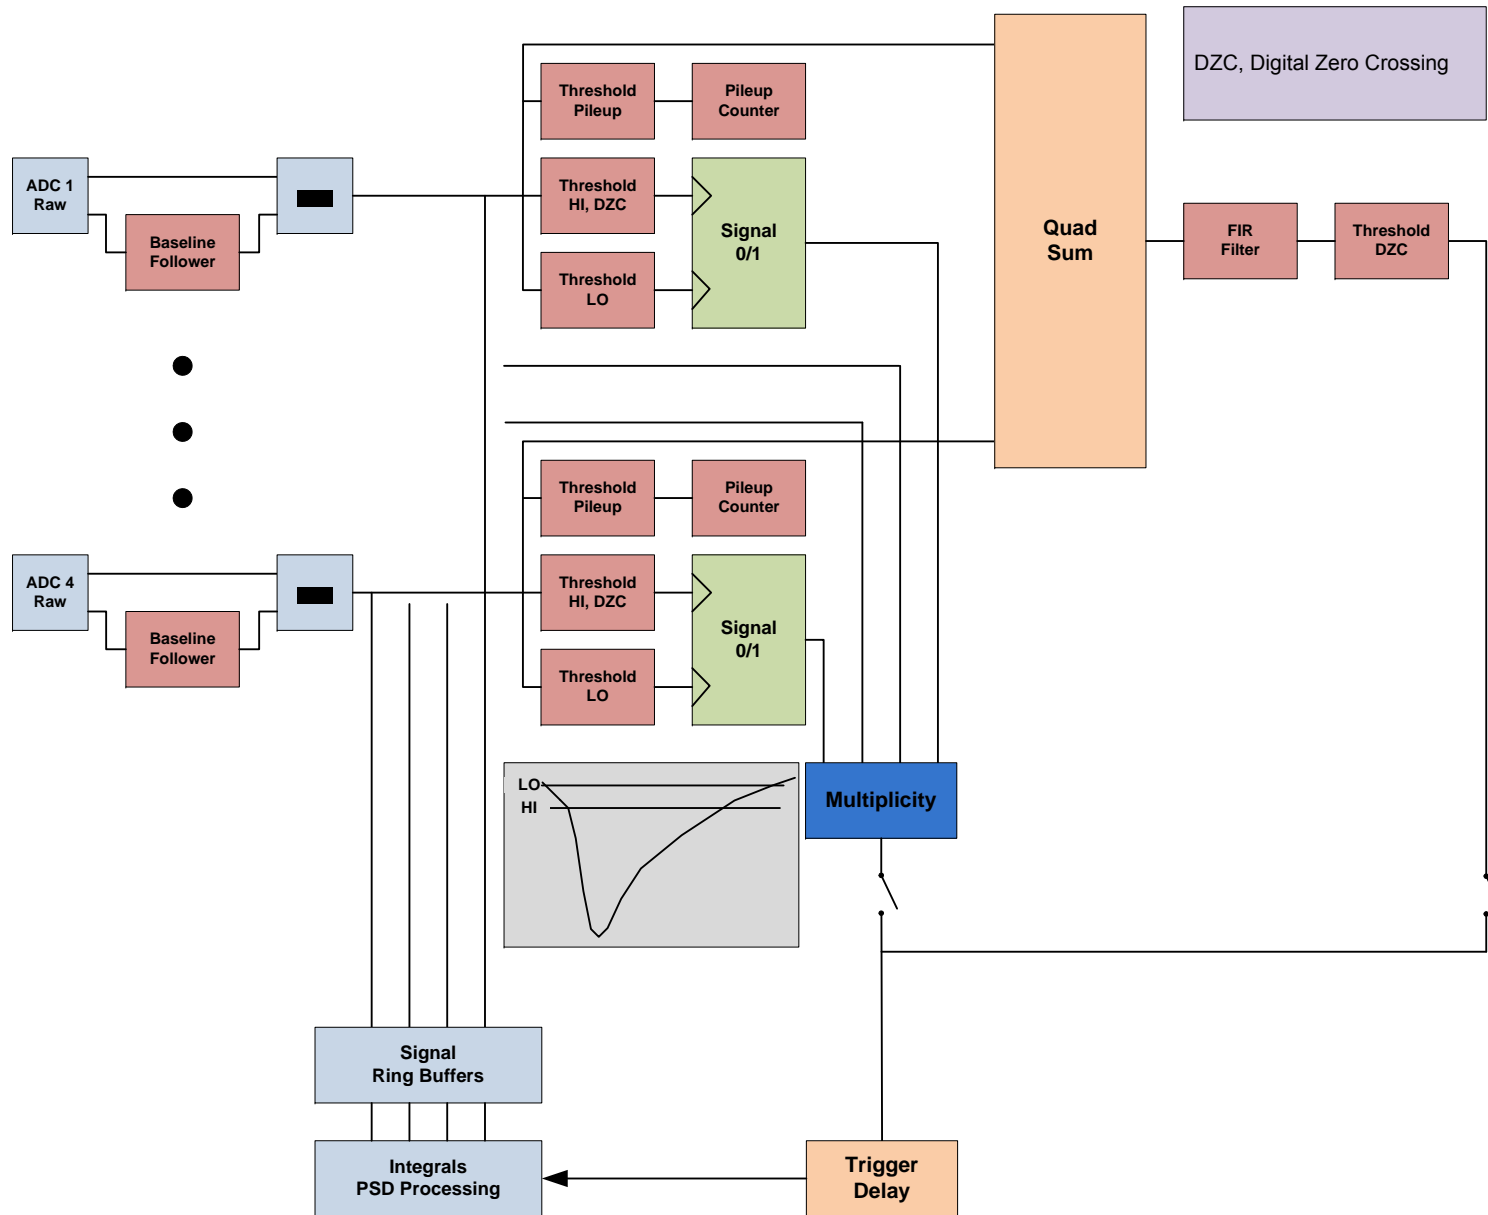 DZC, Digital Zero Crossing
Threshold
Pileup
Pileup
Counter
ADC 1
Raw
Threshold
HI, DZC
Signal
0/1
Quad
Sum
FIR
Filter
Threshold
DZC
Baseline
Follower
Threshold
LO
Threshold
Pileup
Pileup
Counter
ADC 4
Raw
Threshold
HI, DZC
Signal
0/1
Baseline
Follower
Threshold
LO
LO
HI
Multiplicity
Signal
Ring Buffers
Integrals
PSD Processing
Trigger
Delay